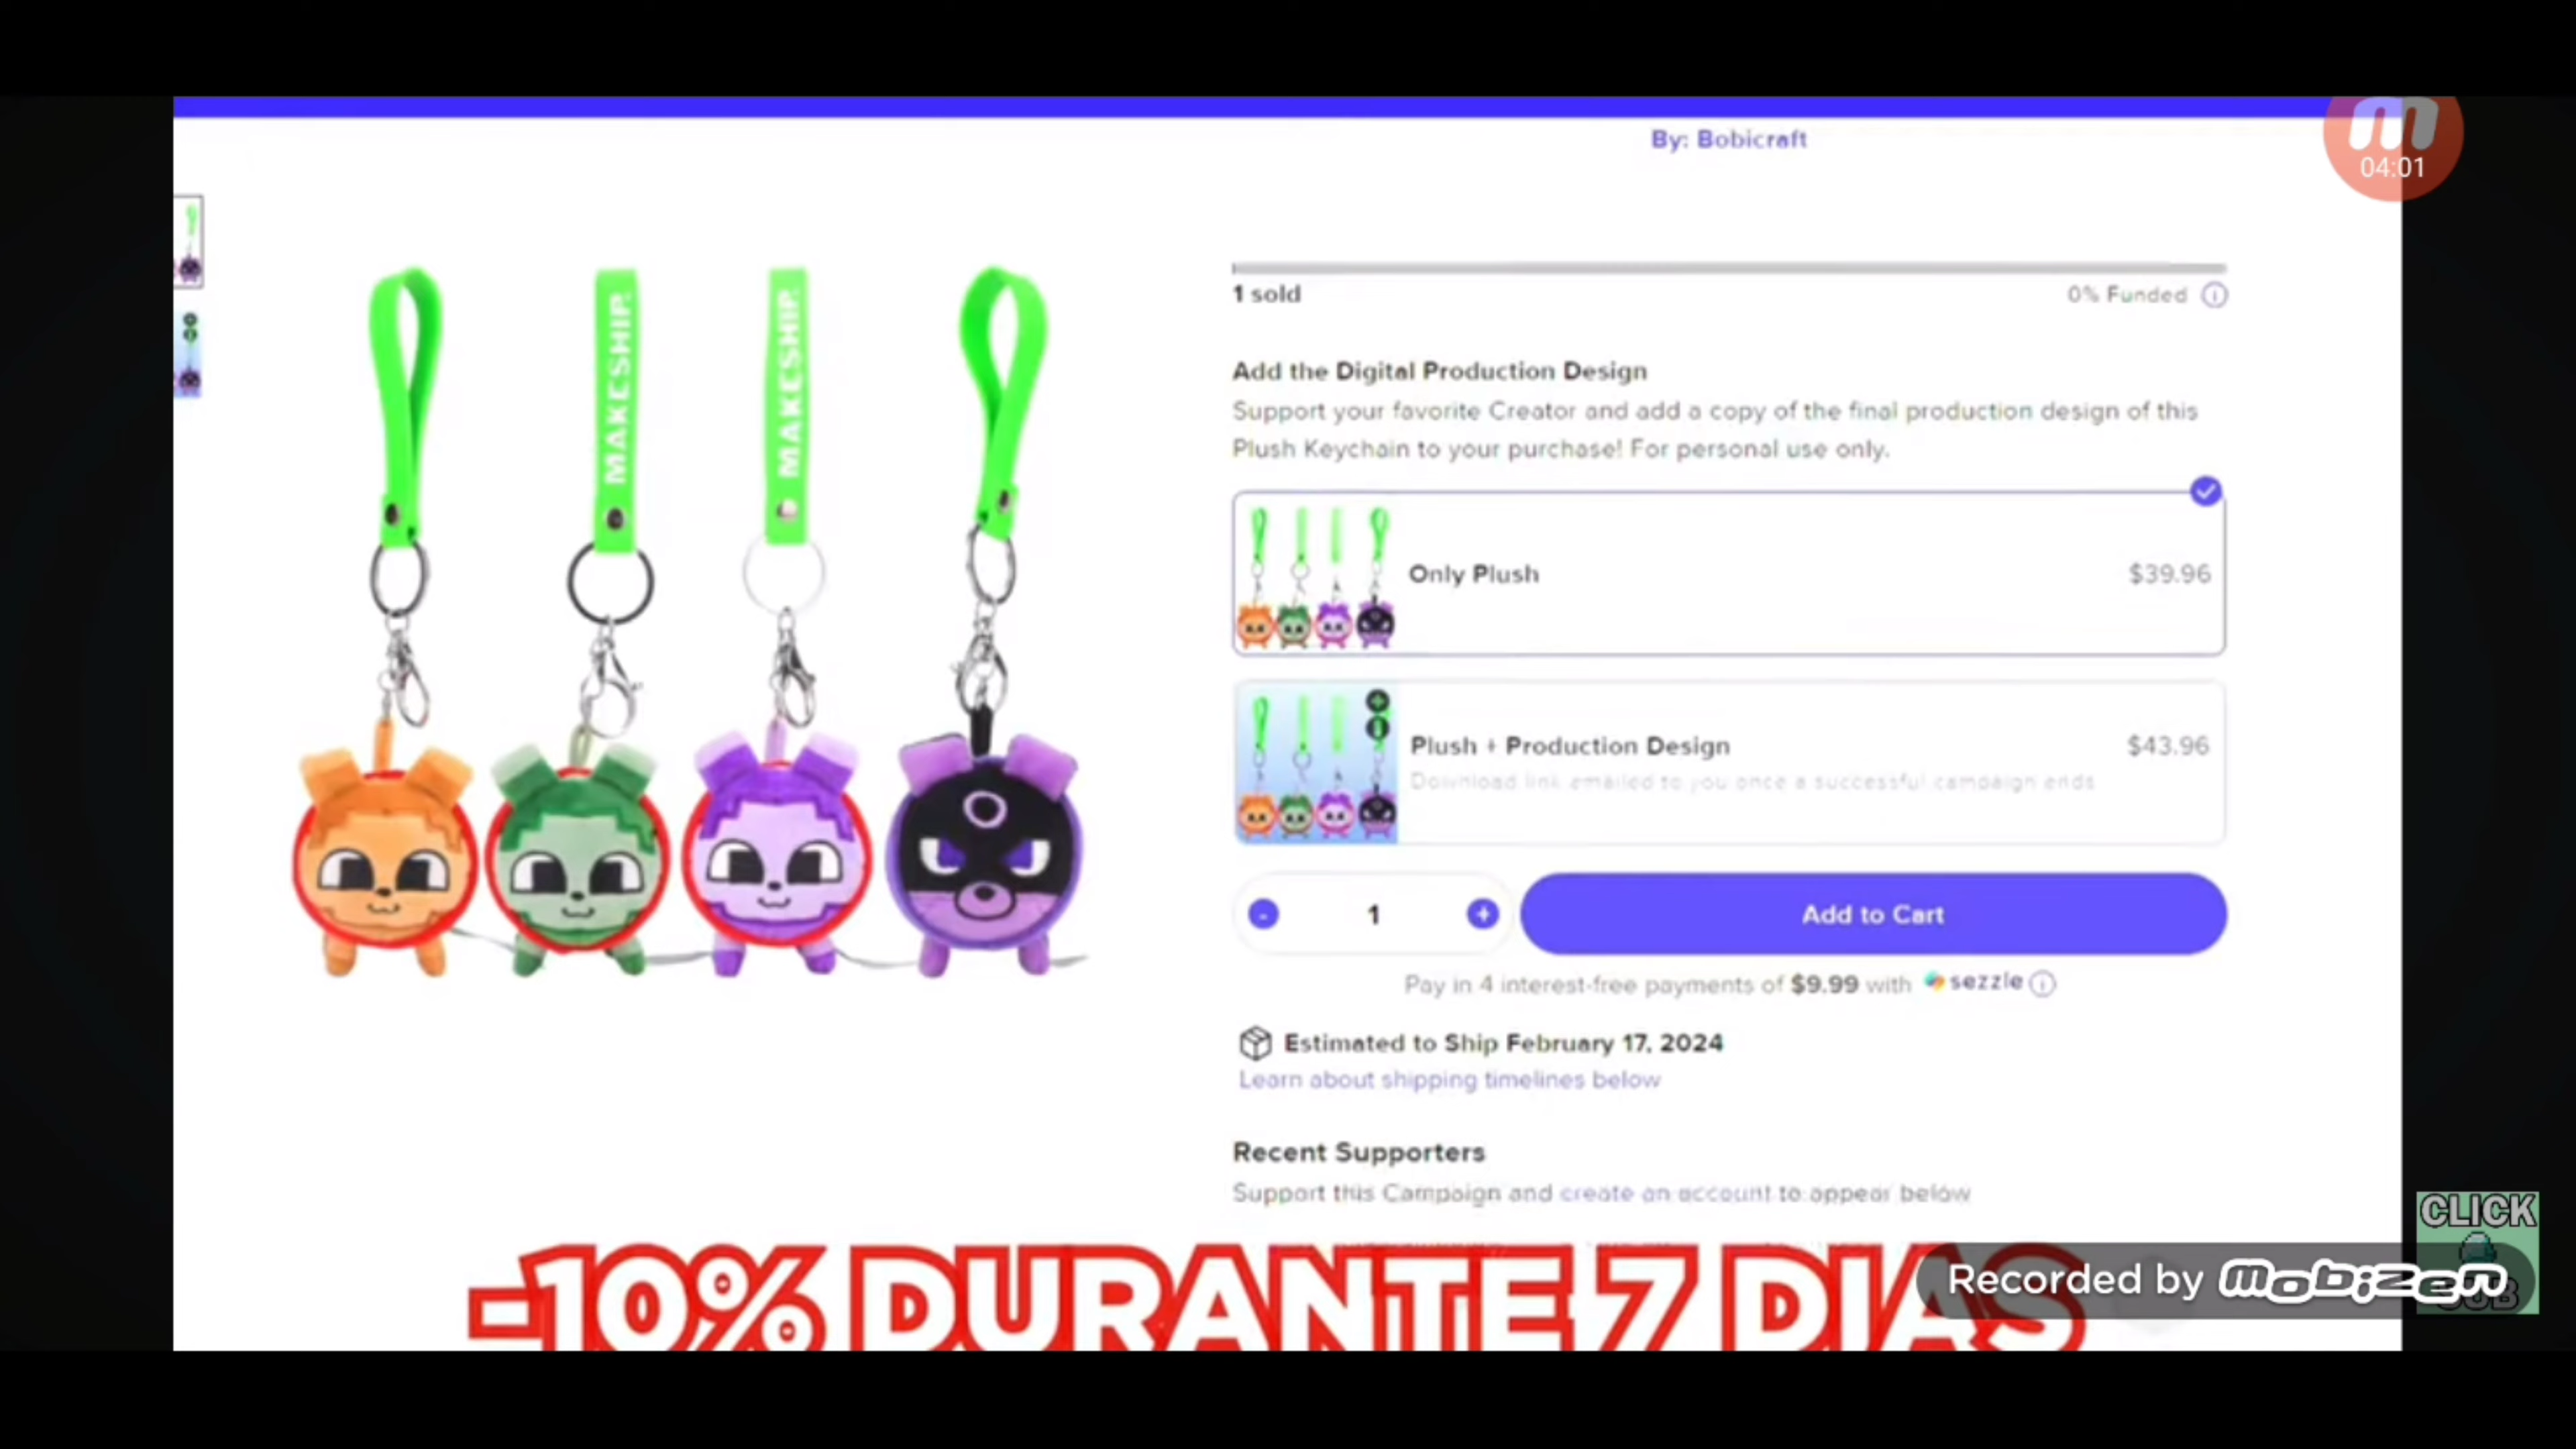 By: Bobicraft
04:01
MAKESHIP.
MAKESHIP.
1 sold
0% Funded
Add the Digital Production Design
Support your favorite Creator and add a copy of the final production design of this
Plush Keychain to your purchase! For personal use only.
Only Plush
$39.96
Plush + Production Design
$43.96
Download link emailed to you once a successful campaign ends
- 1 +
Add to Cart
Pay in 4 interest-free payments of $9.99 with sezzle
Estimated to Ship February 17, 2024
Learn about shipping timelines below
Recent Supporters
Support this Campaign and create an account to appear below
-10% DURANTE 7 DIAS
CLICK
SUB
Recorded by mobizen